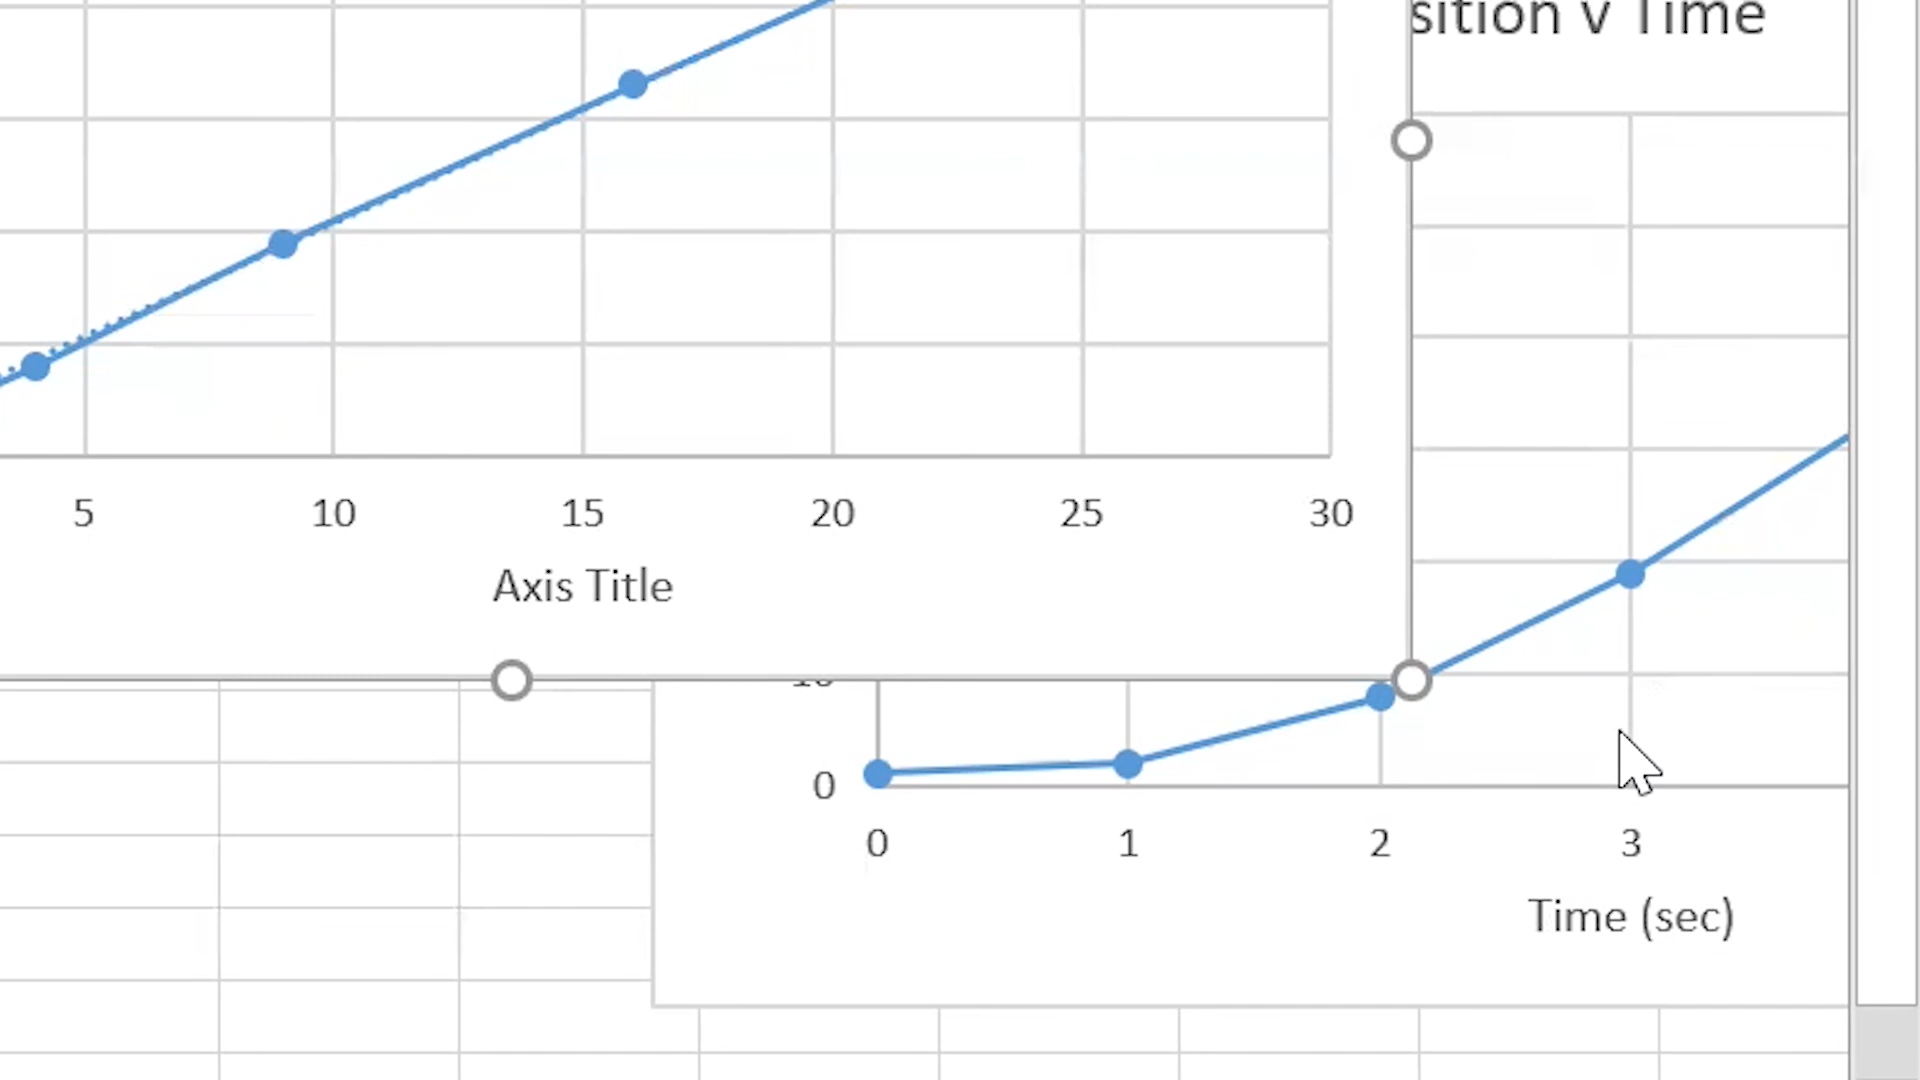 sition v Time
5 10 15 20 25 30
Axis Title
0
0 1 2 3
Time (sec)